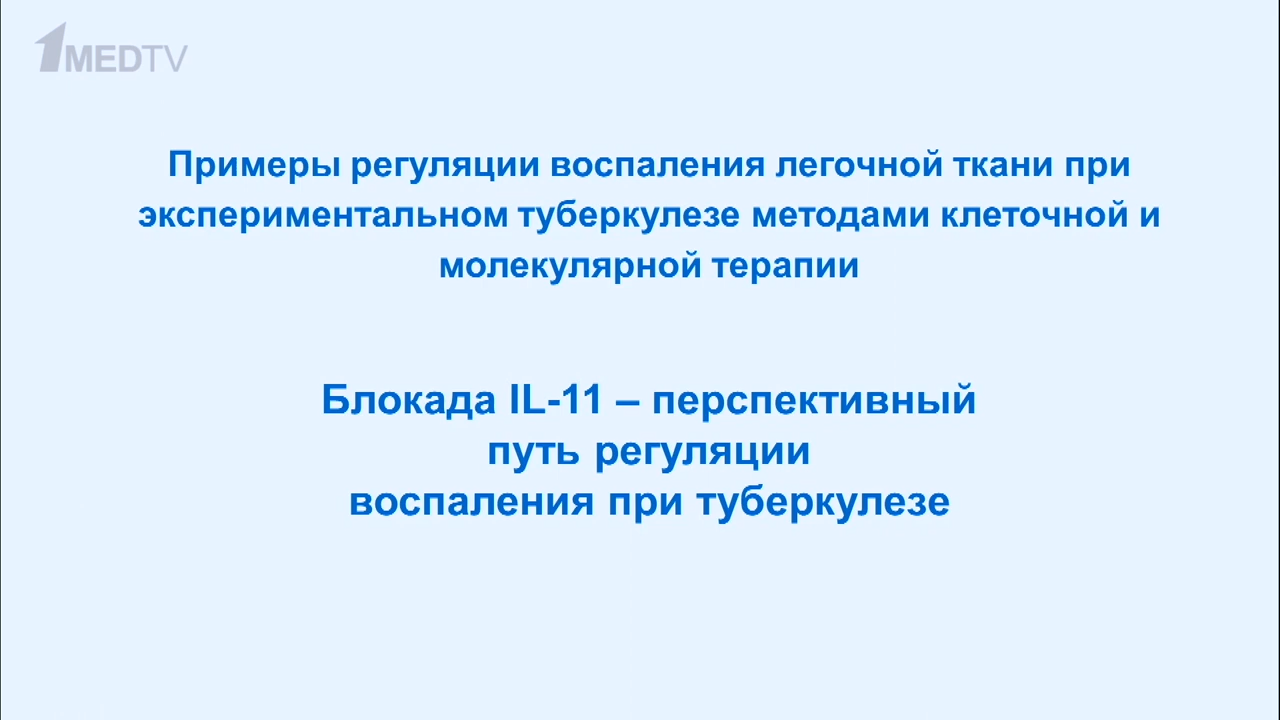 1MEDTV
Примеры регуляции воспаления легочной ткани при
экспериментальном туберкулезе методами клеточной и
молекулярной терапии
Блокада IL-11 – перспективный
путь регуляции
воспаления при туберкулезе